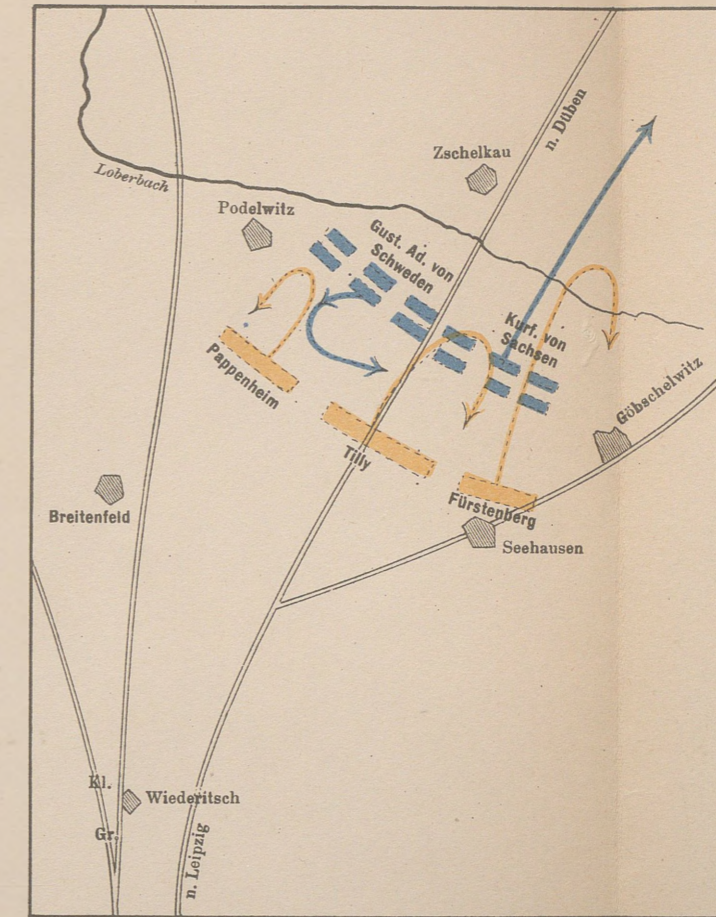 n. Düben
Zschelkau
Loberbach
Podelwitz
Gust. Ad. von
Schweden
Kurf. von
Sachsen
Göbschelwitz
Pappenheim
Tilly
Fürstenberg
Breitenfeld
Seehausen
Kl.
Wiederitsch
Gr.
n. Leipzig